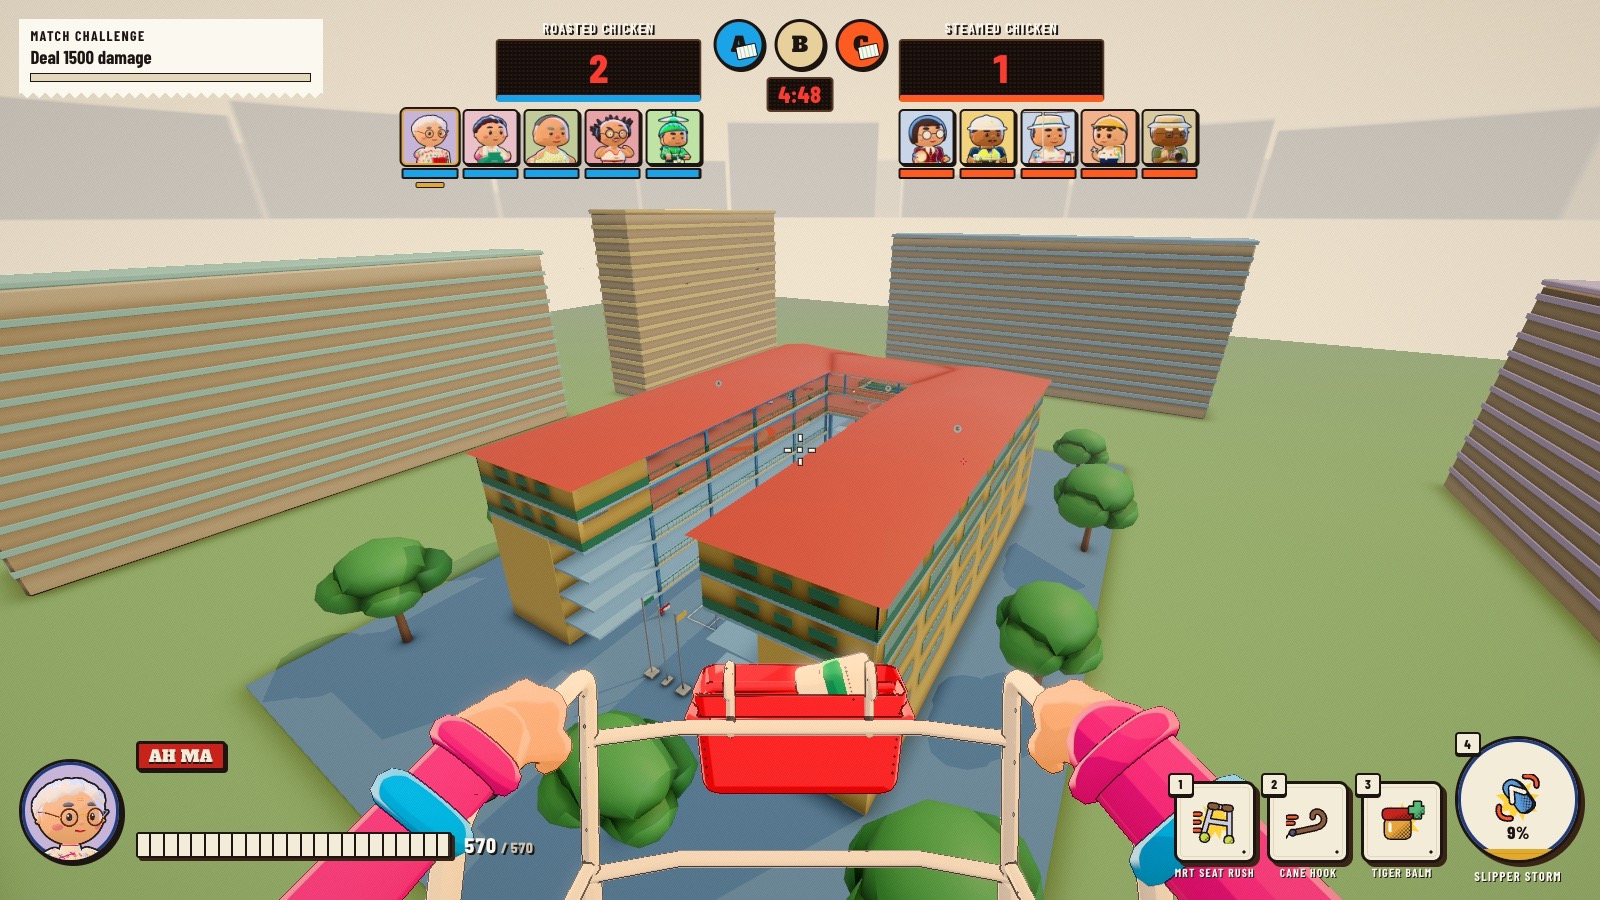 MATCH CHALLENGE
Deal 1500 damage
ROASTED CHICKEN
2
A
B
C
4:48
STEAMED CHICKEN
1
AH MA
570 / 570
1
2
3
4
9%
MRT SEAT RUSH
CANE HOOK
TIGER BALM
SLIPPER STORM